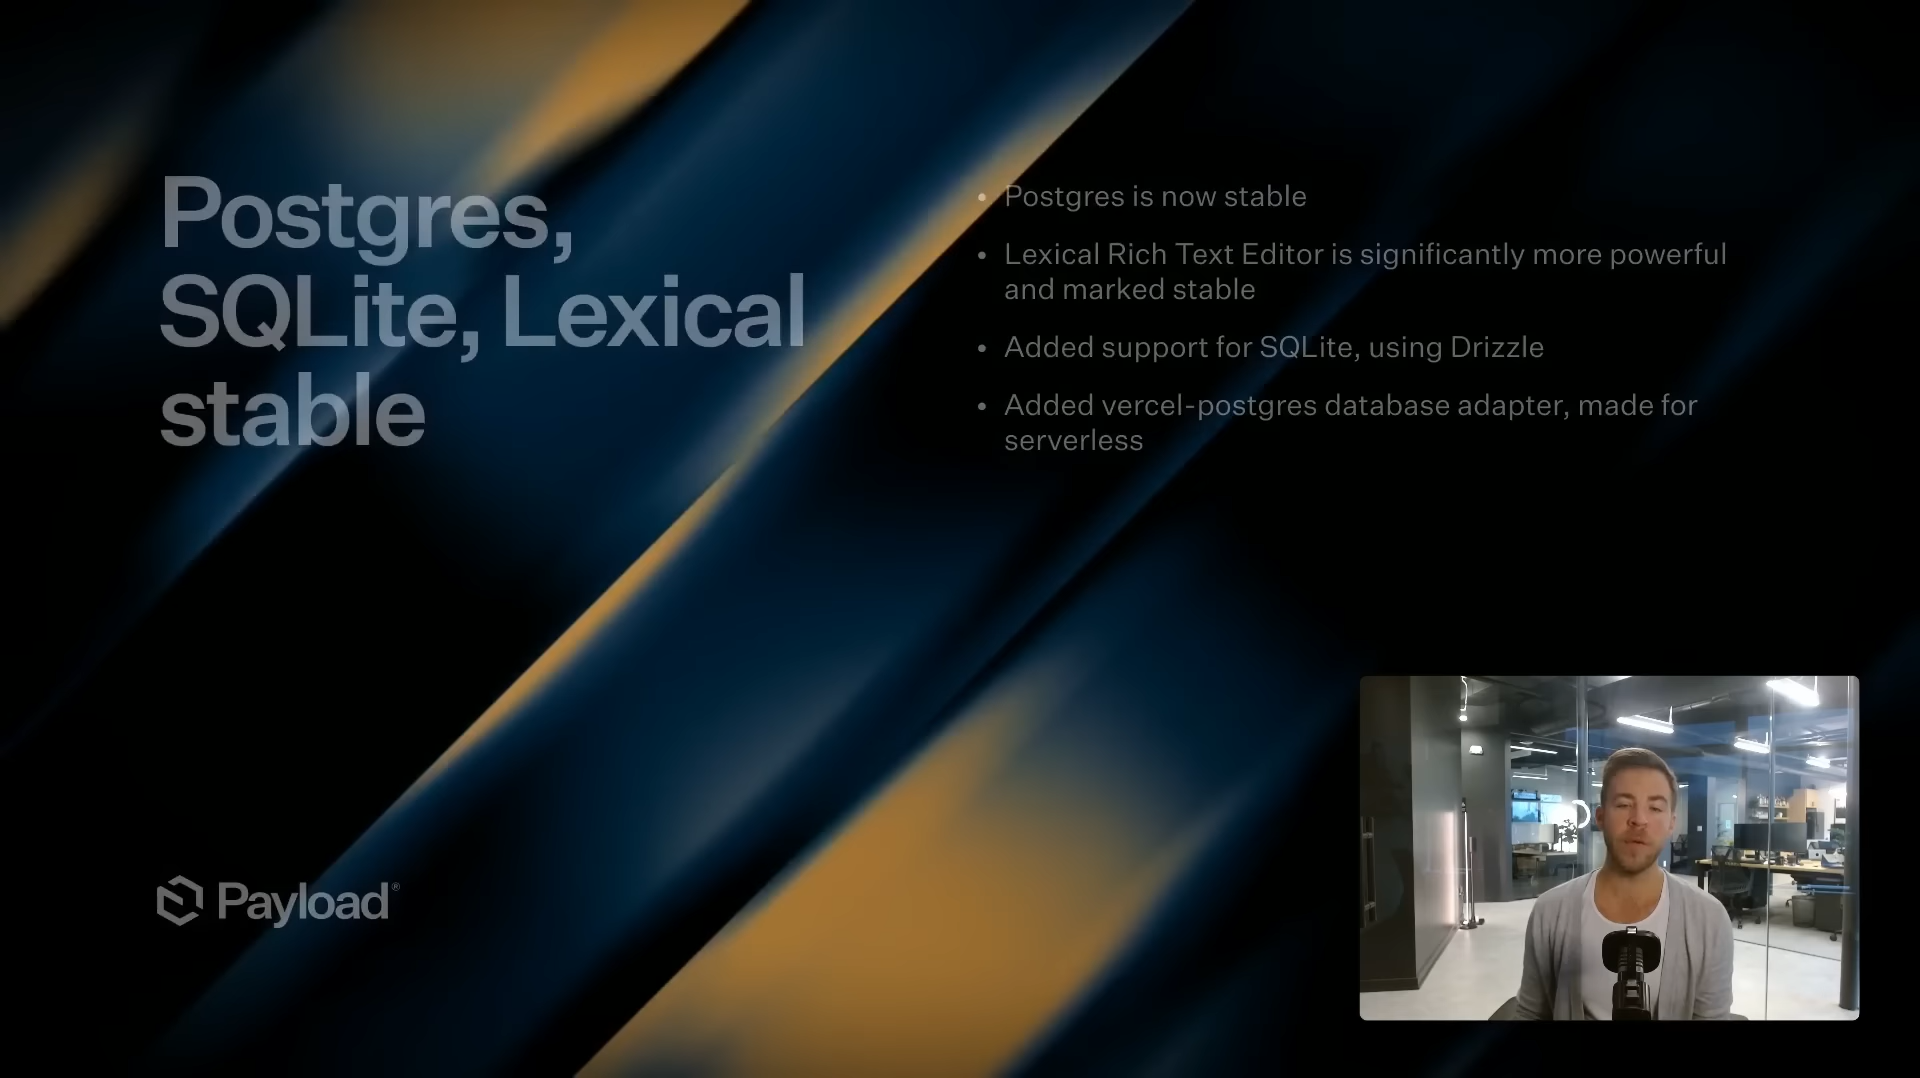 Postgres,
SQLite, Lexical
stable
• Postgres is now stable
• Lexical Rich Text Editor is significantly more powerful
and marked stable
• Added support for SQLite, using Drizzle
• Added vercel-postgres database adapter, made for
serverless
Payload®